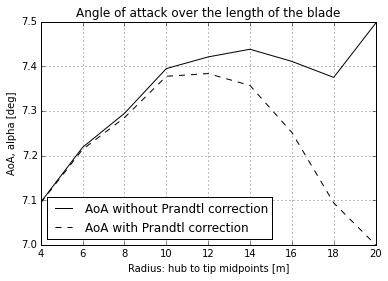 Angle of attack over the length of the blade
7.5
7.4
7.3
7.2
7.1
7.0
AoA, alpha [deg]
AoA without Prandtl correction
AoA with Prandtl correction
4 6 8 10 12 14 16 18 20
Radius: hub to tip midpoints [m]